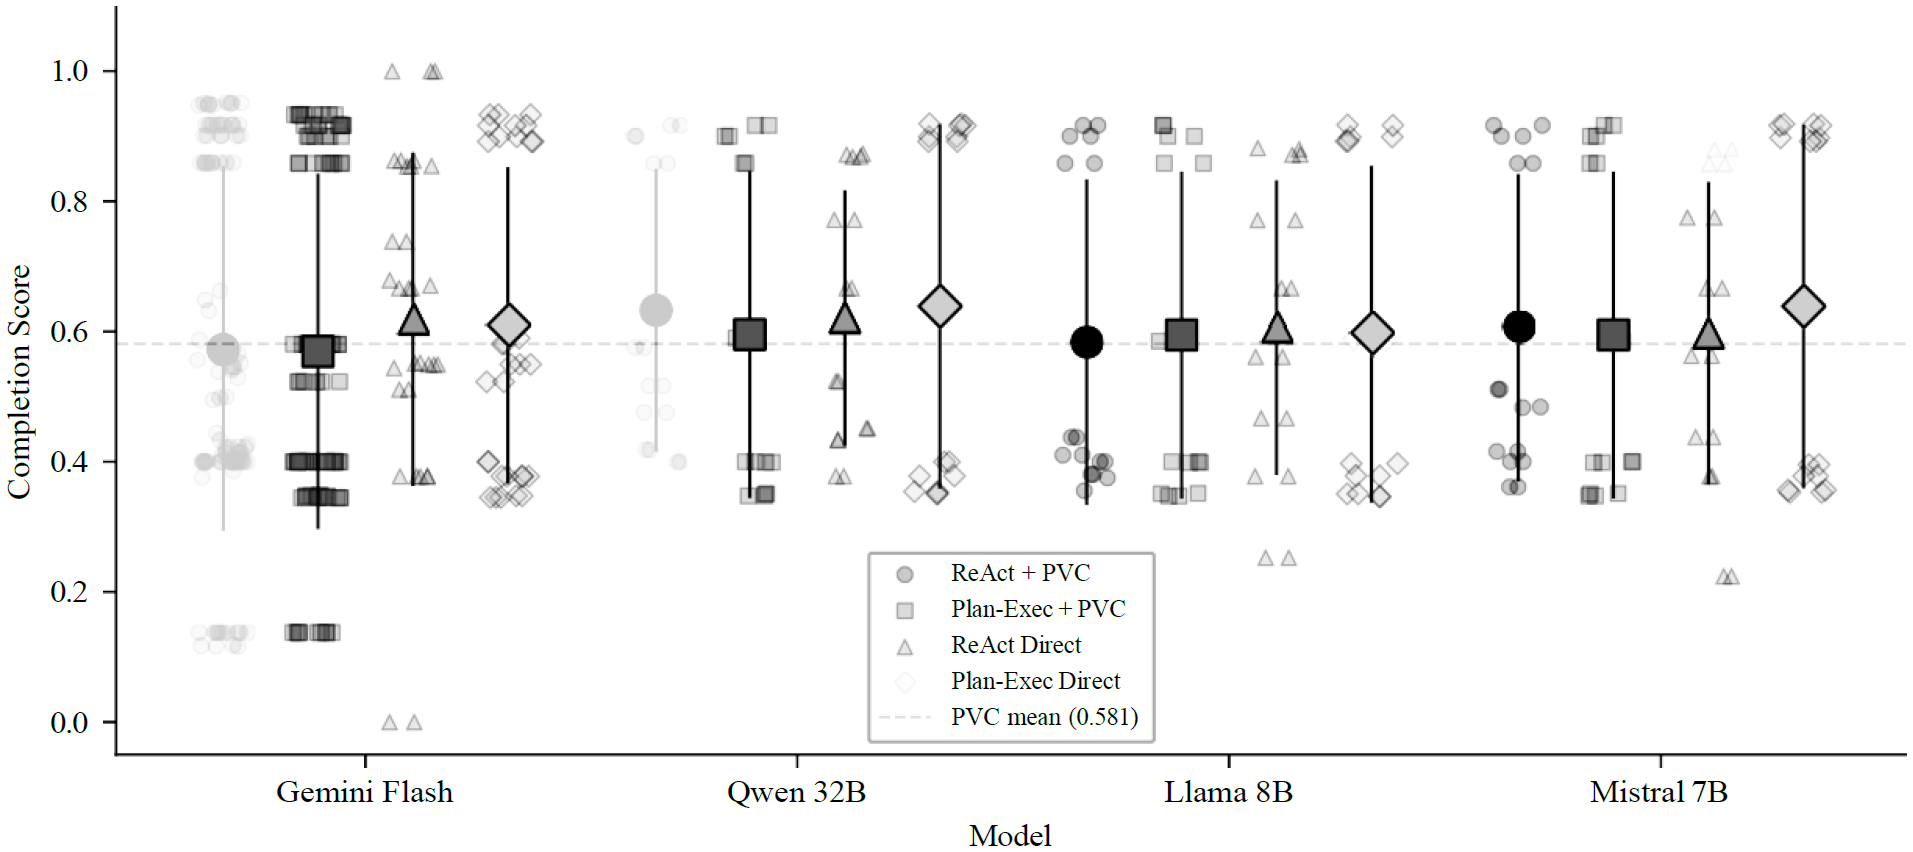 Completion Score
1.0
0.8
0.6
0.4
0.2
0.0
ReAct + PVC
Plan-Exec + PVC
ReAct Direct
Plan-Exec Direct
PVC mean (0.581)
Gemini Flash
Qwen 32B
Llama 8B
Mistral 7B
Model